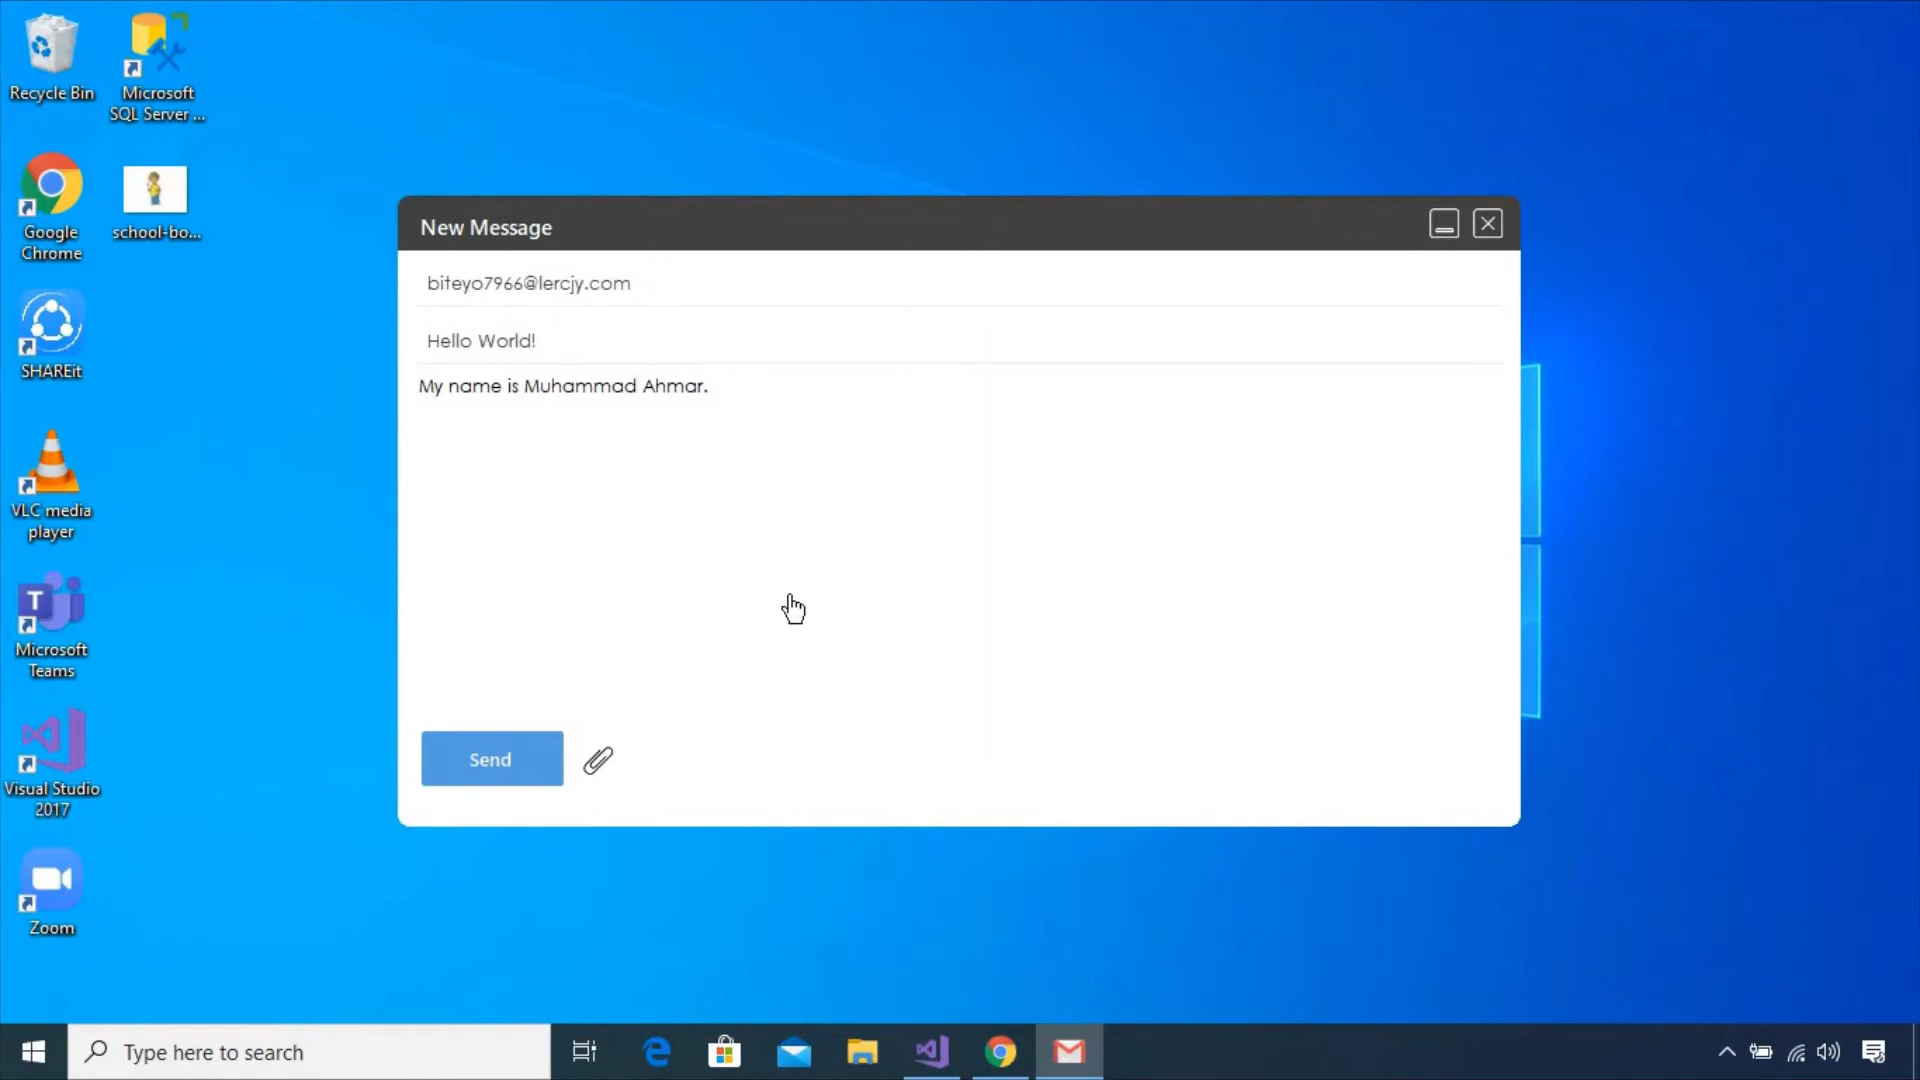 Recycle Bin
Microsoft
SQL Server ...
Google
Chrome
school-bo...
SHAREit
VLC media
player
Microsoft
Teams
Visual Studio
2017
Zoom
New Message
biteyo7966@lercjy.com
Hello World!
My name is Muhammad Ahmar.
Send
Type here to search